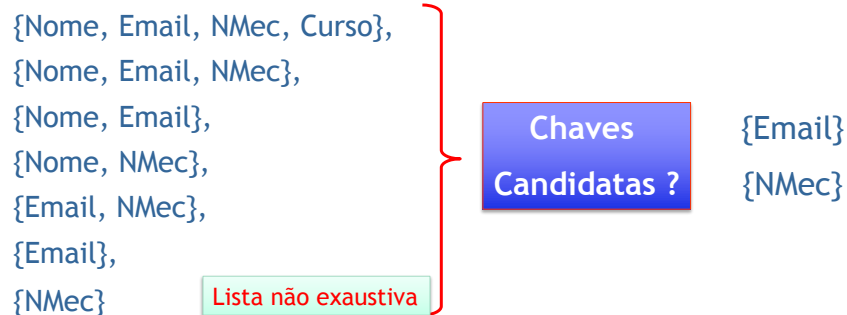 {Nome, Email, NMec, Curso},
{Nome, Email, NMec},
{Nome, Email},
{Nome, NMec},
{Email, NMec},
{Email},
{NMec}
Lista não exaustiva
Chaves
Candidatas ?
{Email}
{NMec}